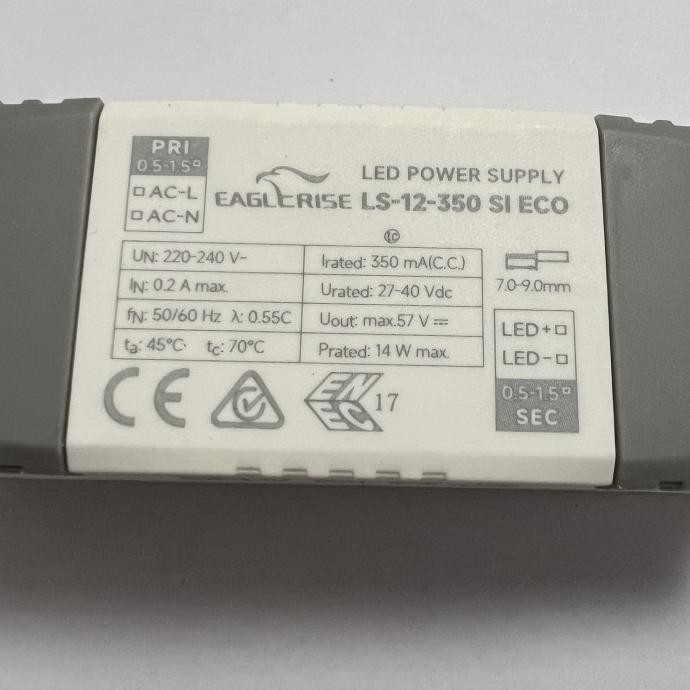 PRI
0.5-1.5▫
▫ AC-L
▫ AC-N
EAGLERISE
LED POWER SUPPLY
LS-12-350 SI ECO
tc
UN: 220-240 V~
IN: 0.2 A max.
fN: 50/60 Hz λ: 0.55C
ta: 45°C tc: 70°C
Irated: 350 mA(C.C.)
Urated: 27-40 Vdc
Uout: max.57 V ⎓
Prated: 14 W max.
7.0-9.0mm
LED+ ▫
LED- ▫
0.5-1.5▫
SEC
CE
ENEC 17